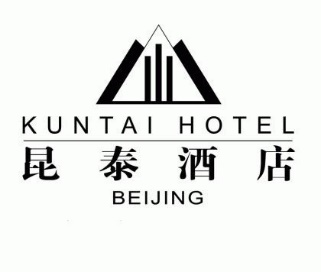 KUNTAI HOTEL
昆泰酒店
BEIJING